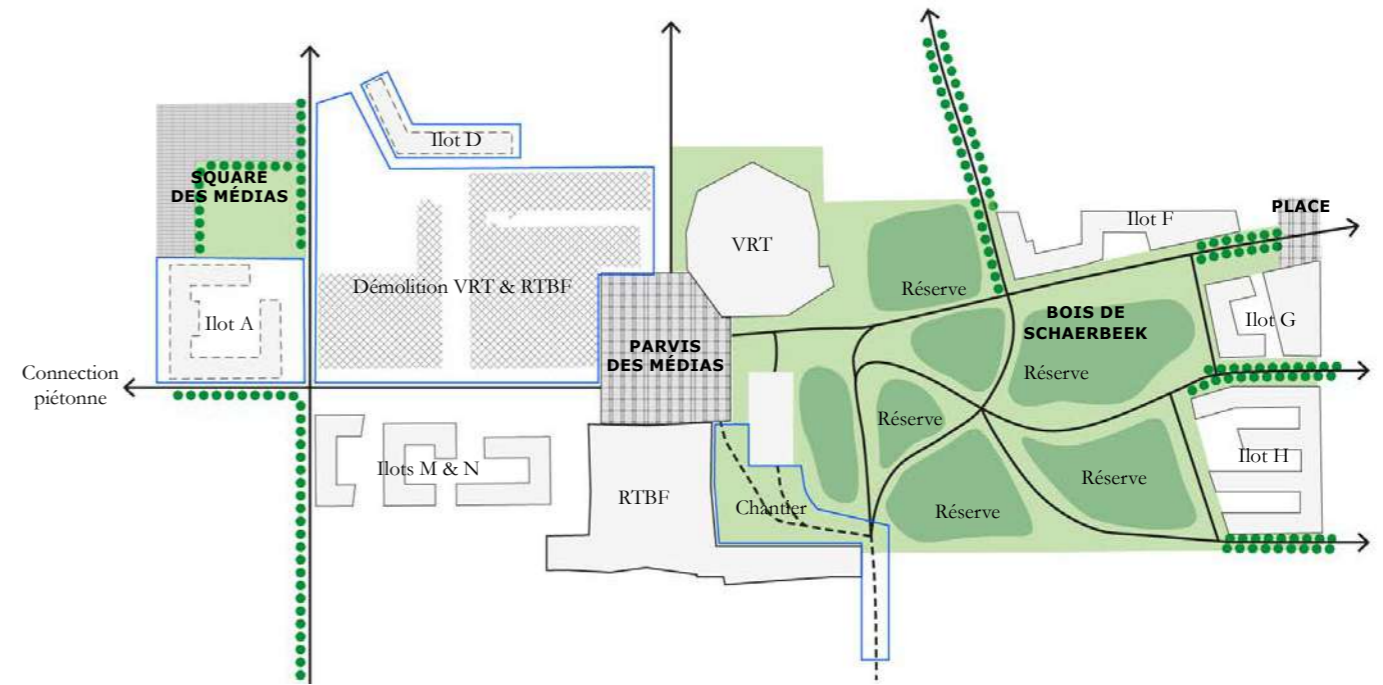 Ilot D
SQUARE
DES MÉDIAS
Ilot F
PLACE
VRT
Démolition VRT & RTBF
Réserve
Ilot A
BOIS DE
SCHAERBEEK
Ilot G
PARVIS
DES MÉDIAS
Réserve
Connection
piétonne
Réserve
Ilots M & N
Ilot H
Réserve
RTBF
Chantier
Réserve